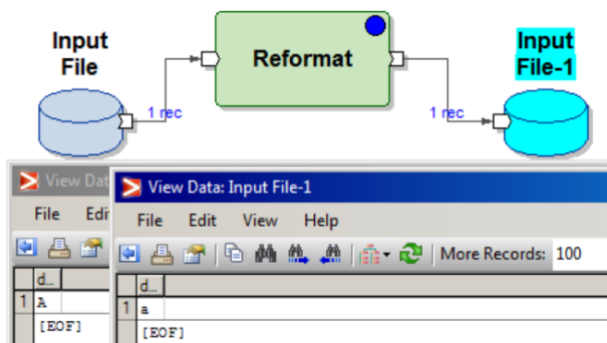 Input
File
Reformat
Input
File-1
1 rec
1 rec
View Dat
View Data: Input File-1
File Edi
File Edit View Help
More Records: 100
d...
1 A
[EOF]
d...
1 a
[EOF]